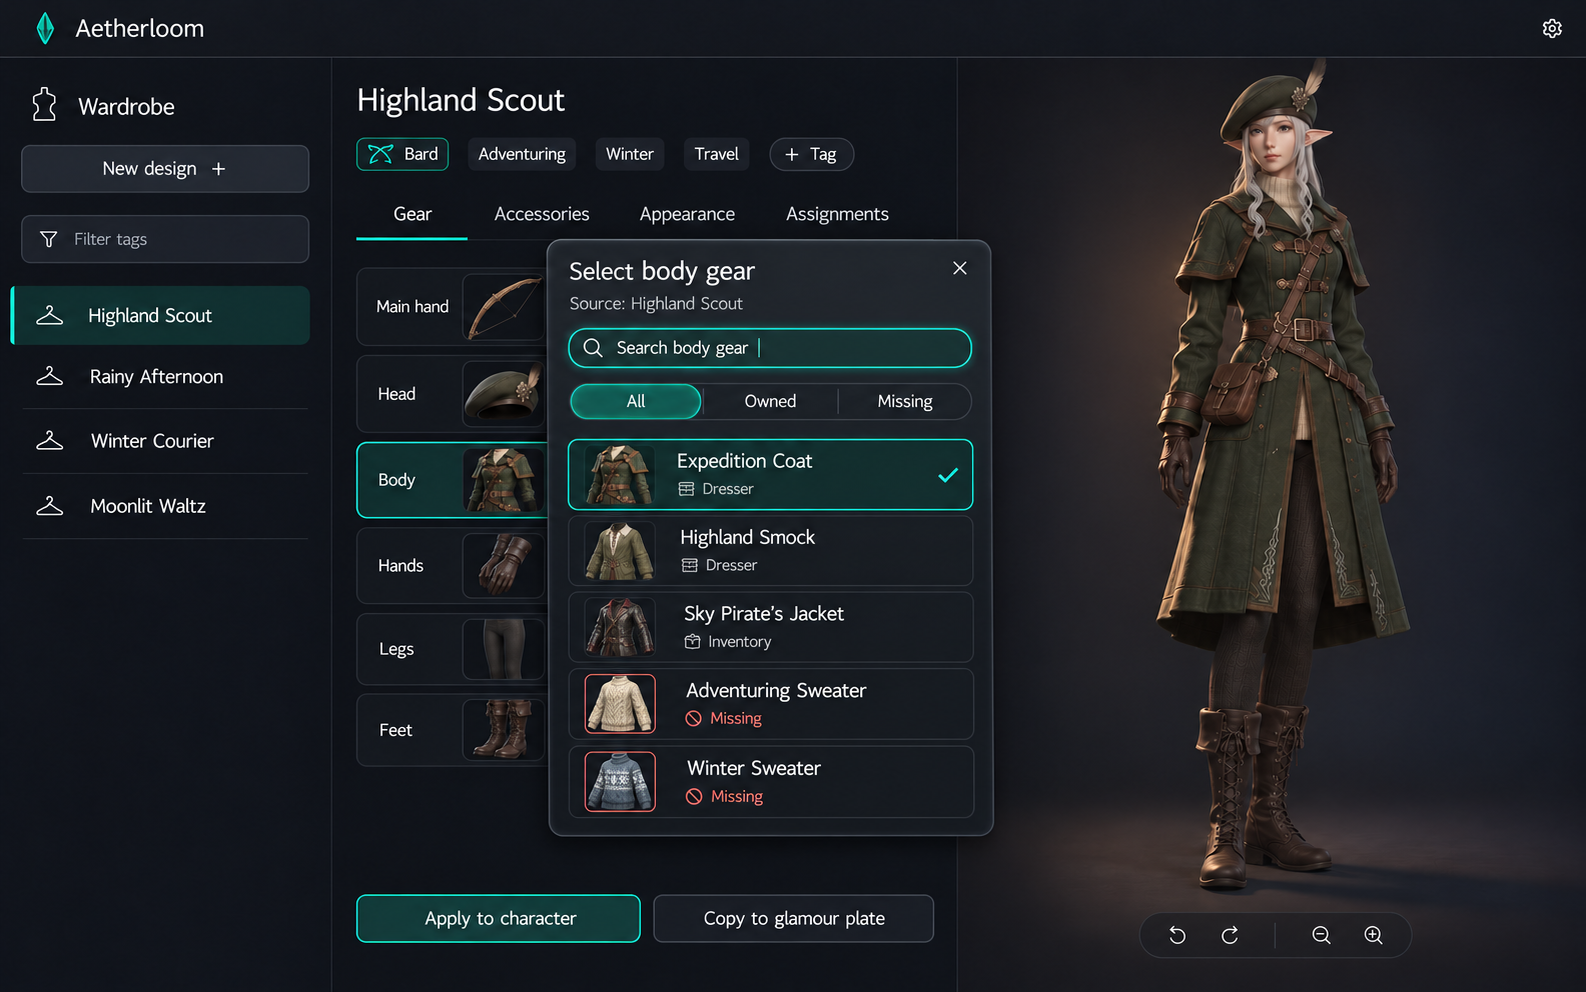 Aetherloom
Wardrobe
New design +
Filter tags
Highland Scout
Rainy Afternoon
Winter Courier
Moonlit Waltz
Highland Scout
Bard
Adventuring
Winter
Travel
+ Tag
Gear
Accessories
Appearance
Assignments
Main hand
Head
Body
Hands
Legs
Feet
Select body gear
Source: Highland Scout
Search body gear
All
Owned
Missing
Expedition Coat
Dresser
Highland Smock
Dresser
Sky Pirate’s Jacket
Inventory
Adventuring Sweater
Missing
Winter Sweater
Missing
Apply to character
Copy to glamour plate